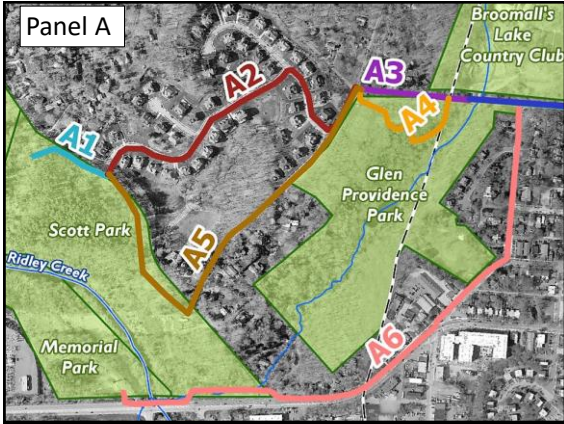 Panel A
Broomall's
Lake
Country Club
A1
A2
A3
A4
Glen
Providence
Park
Scott Park
A5
Ridley Creek
Memorial
Park
A6